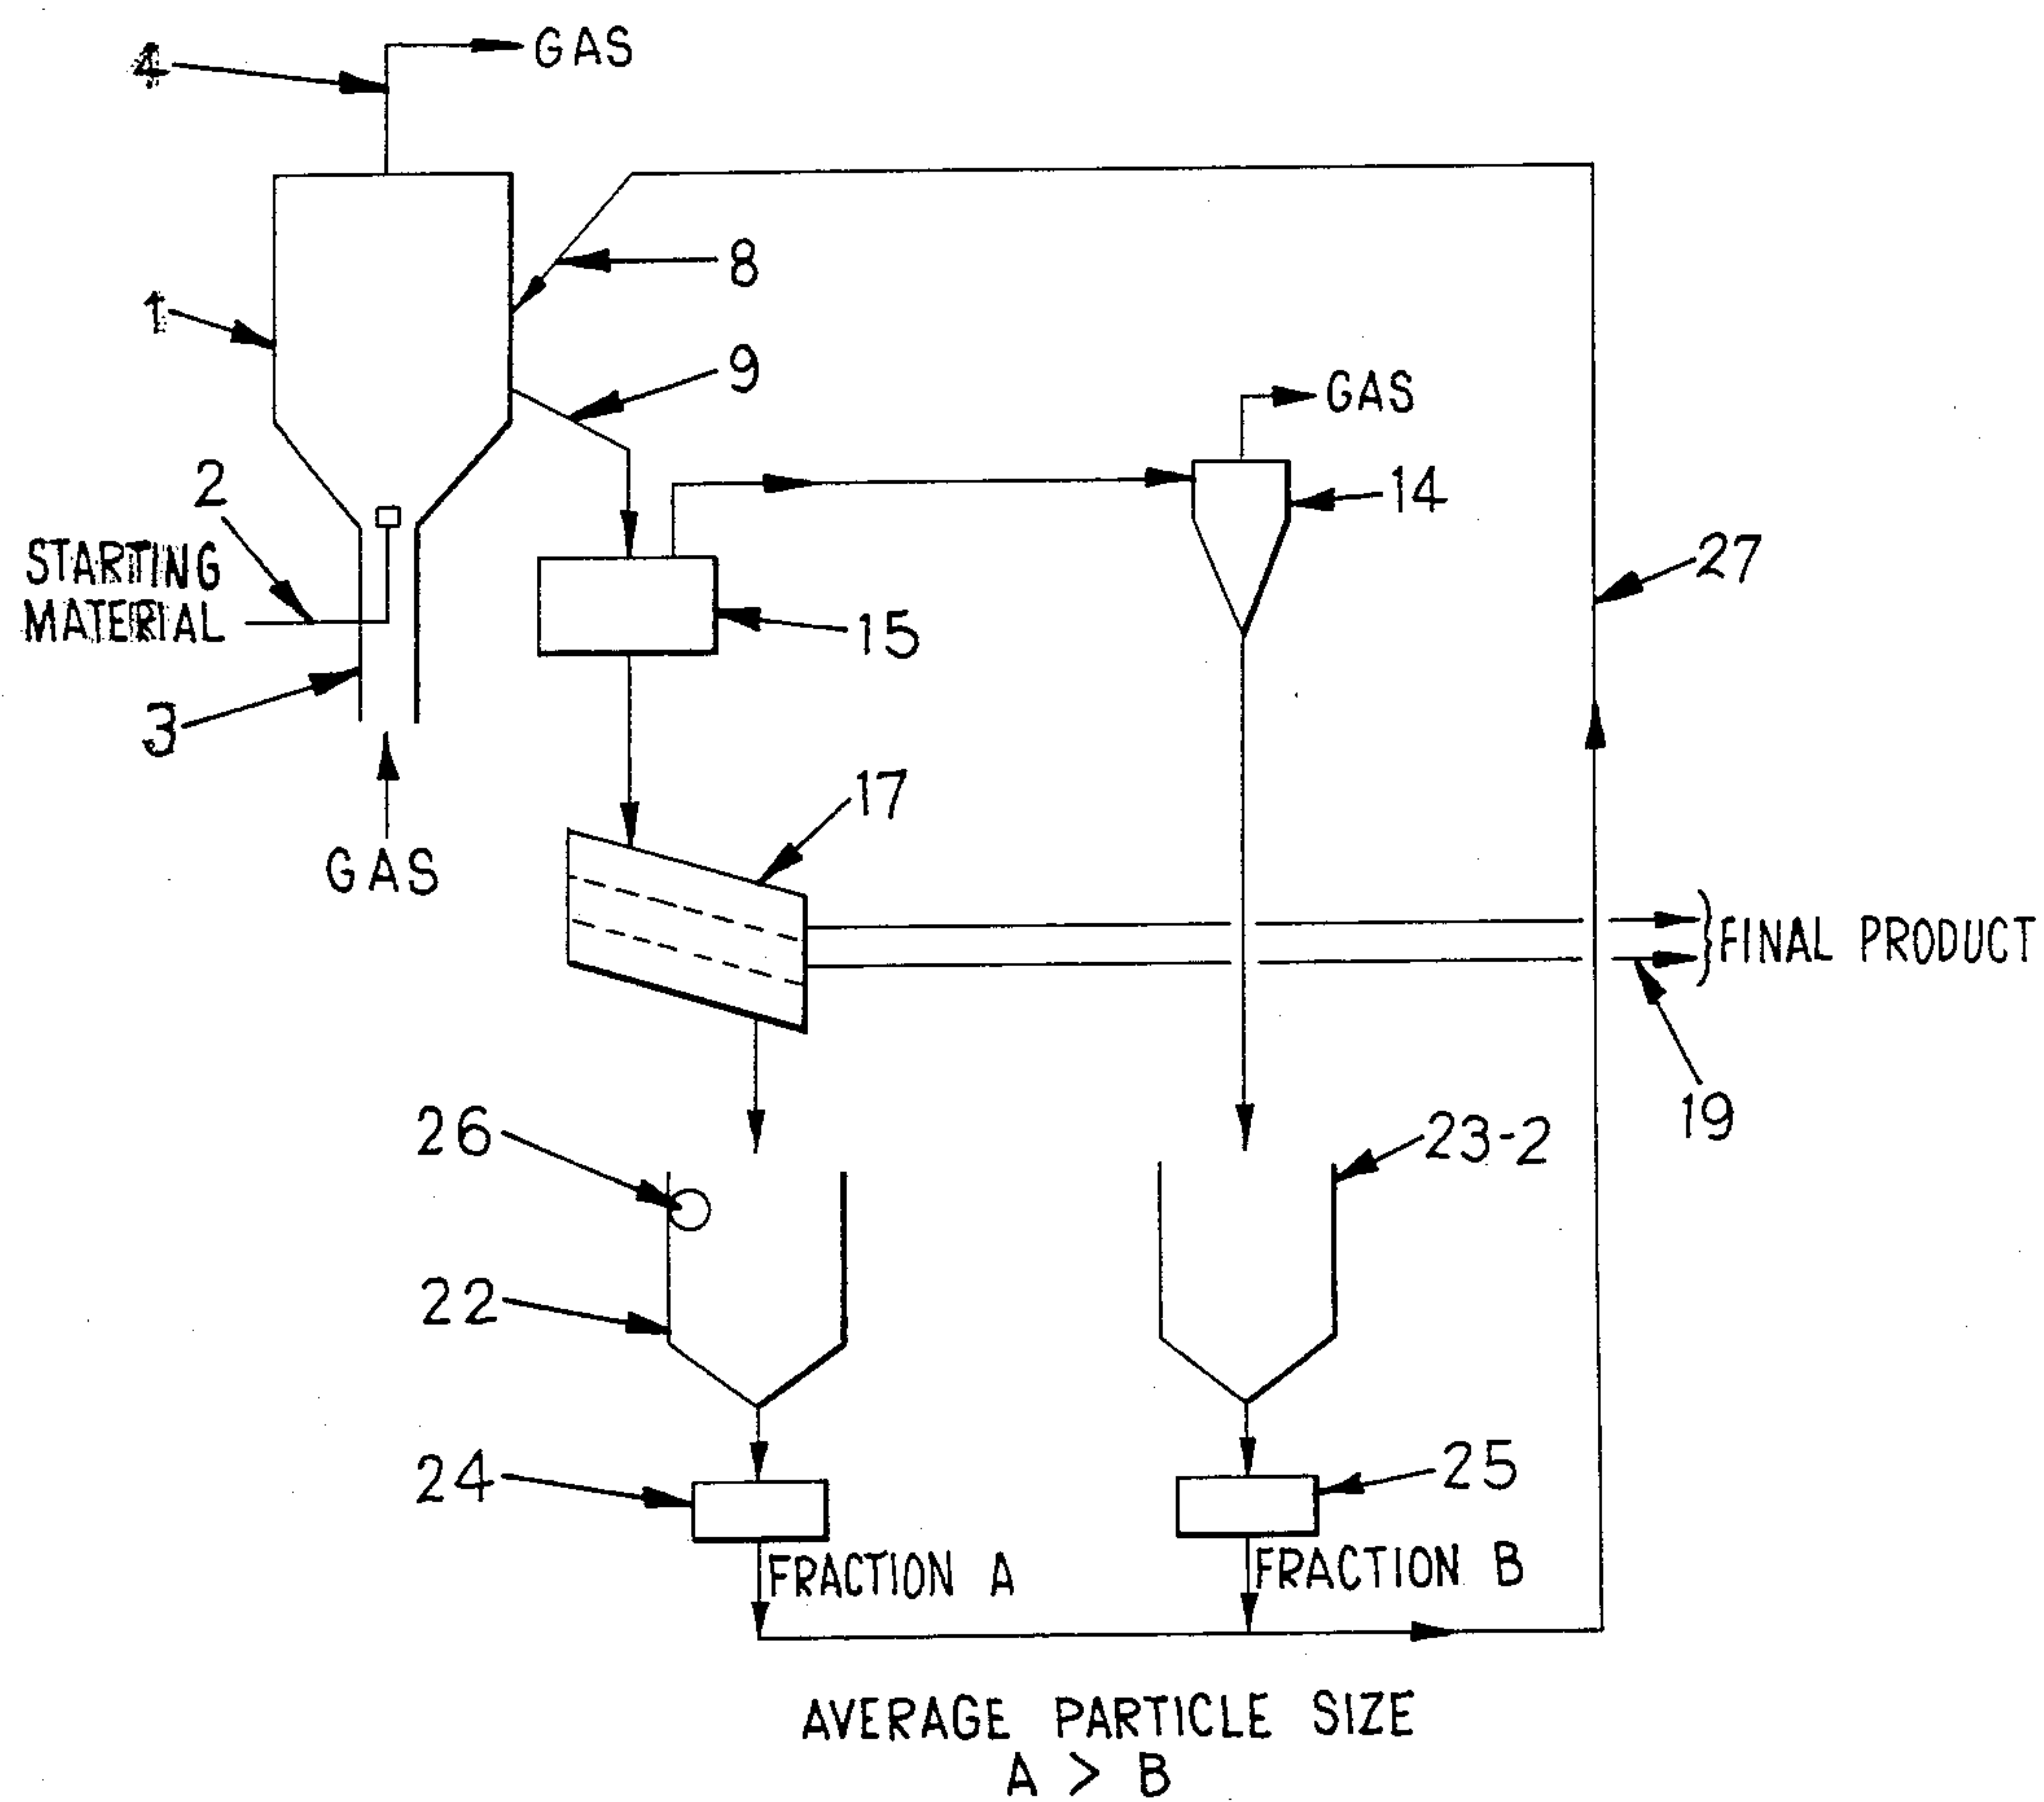 4
GAS
8
1
9
GAS
2
14
STARTING
MATERIAL
27
15
3
17
GAS
FINAL PRODUCT
19
26
23-2
22
24
25
FRACTION A
FRACTION B
AVERAGE PARTICLE SIZE
A > B